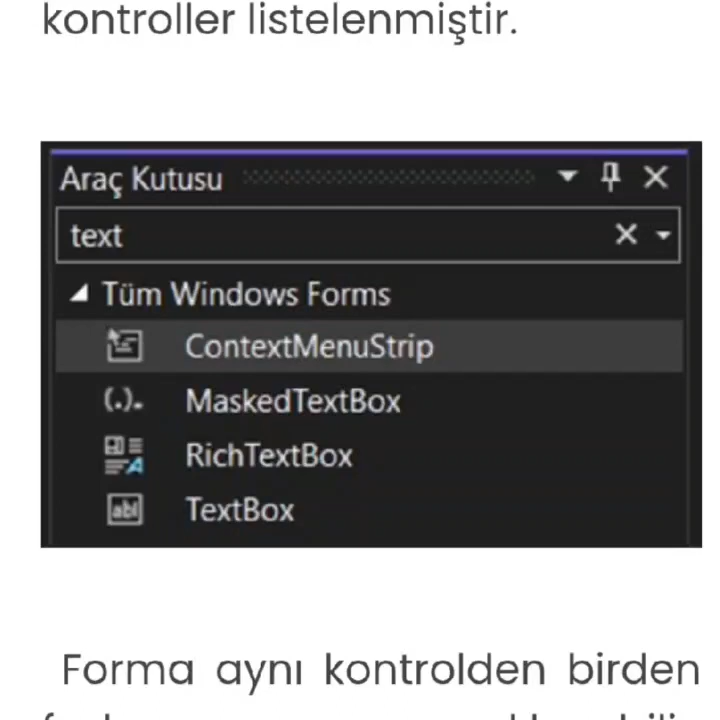 kontroller listelenmiştir.
Araç Kutusu
text
Tüm Windows Forms
ContextMenuStrip
MaskedTextBox
RichTextBox
TextBox
Forma aynı kontrolden birden